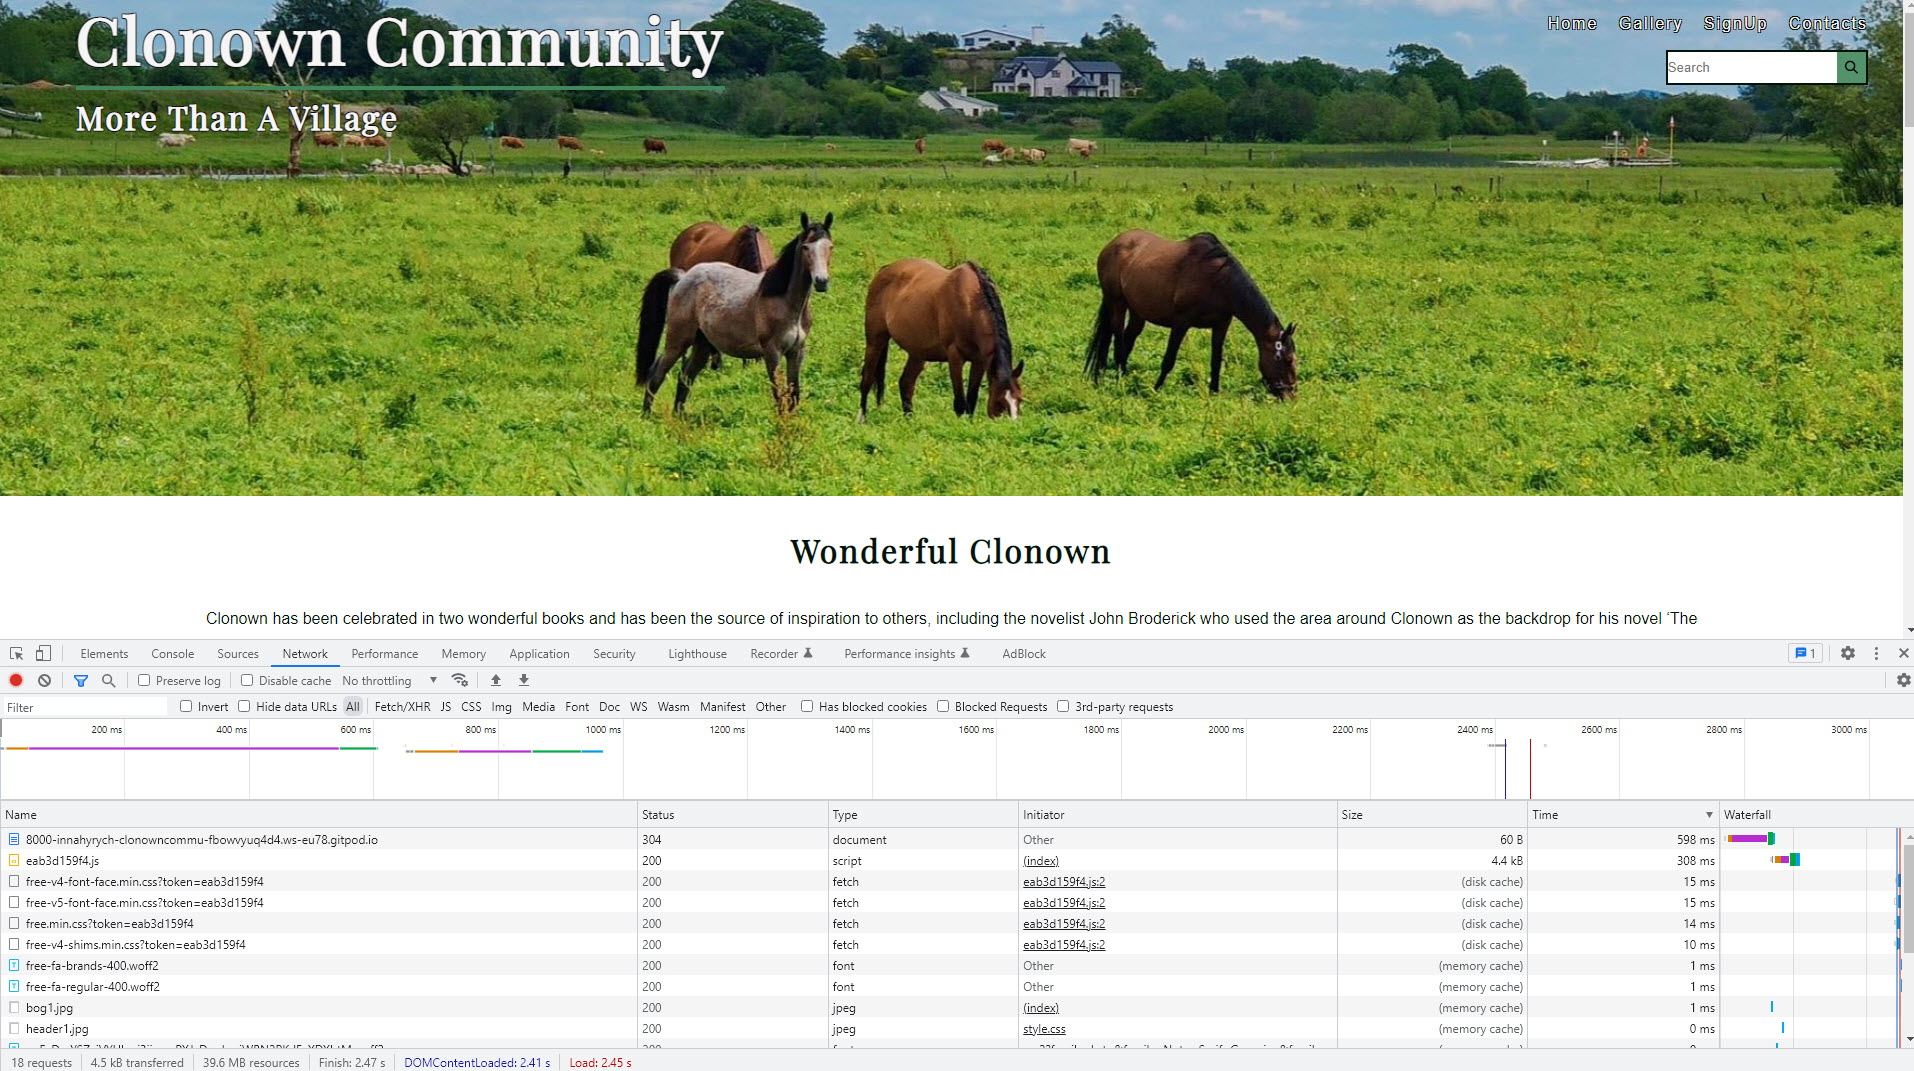 Clonown Community
Home Gallery SignUp Contacts
Search
More Than A Village
Wonderful Clonown
Clonown has been celebrated in two wonderful books and has been the source of inspiration to others, including the novelist John Broderick who used the area around Clonown as the backdrop for his novel ‘The
Elements Console Sources Network Performance Memory Application Security Lighthouse Recorder Performance insights AdBlock 1
Preserve log Disable cache No throttling
Filter Invert Hide data URLs All Fetch/XHR JS CSS Img Media Font Doc WS Wasm Manifest Other Has blocked cookies Blocked Requests 3rd-party requests
200 ms 400 ms 600 ms 800 ms 1000 ms 1200 ms 1400 ms 1600 ms 1800 ms 2000 ms 2200 ms 2400 ms 2600 ms 2800 ms 3000 ms
Name Status Type Initiator Size Time Waterfall
8000-innahyrych-clonowncommu-fbowvyuq4d4.ws-eu78.gitpod.io 304 document Other 60 B 598 ms
eab3d159f4.js 200 script (index) 4.4 kB 308 ms
free-v4-font-face.min.css?token=eab3d159f4 200 fetch eab3d159f4.js:2 (disk cache) 15 ms
free-v5-font-face.min.css?token=eab3d159f4 200 fetch eab3d159f4.js:2 (disk cache) 15 ms
free.min.css?token=eab3d159f4 200 fetch eab3d159f4.js:2 (disk cache) 14 ms
free-v4-shims.min.css?token=eab3d159f4 200 fetch eab3d159f4.js:2 (disk cache) 10 ms
free-fa-brands-400.woff2 200 font Other (memory cache) 1 ms
free-fa-regular-400.woff2 200 font Other (memory cache) 1 ms
bog1.jpg 200 jpeg (index) (memory cache) 1 ms
header1.jpg 200 jpeg style.css (memory cache) 0 ms
18 requests 4.5 kB transferred 39.6 MB resources Finish: 2.47 s DOMContentLoaded: 2.41 s Load: 2.45 s